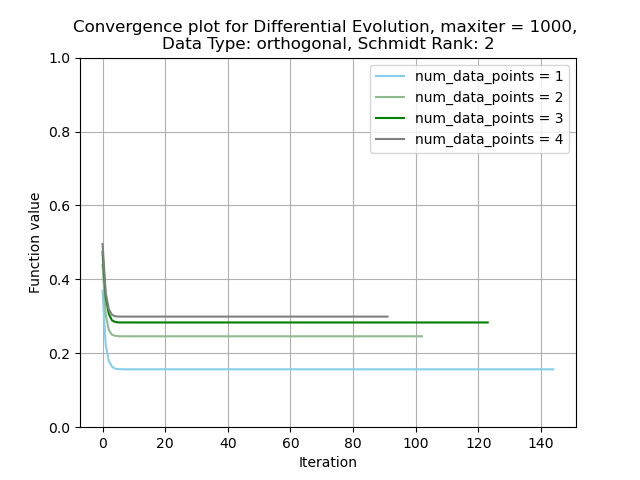 Convergence plot for Differential Evolution, maxiter = 1000,
Data Type: orthogonal, Schmidt Rank: 2
1.0
0.8
0.6
0.4
0.2
0.0
Function value
num_data_points = 1
num_data_points = 2
num_data_points = 3
num_data_points = 4
0 20 40 60 80 100 120 140
Iteration